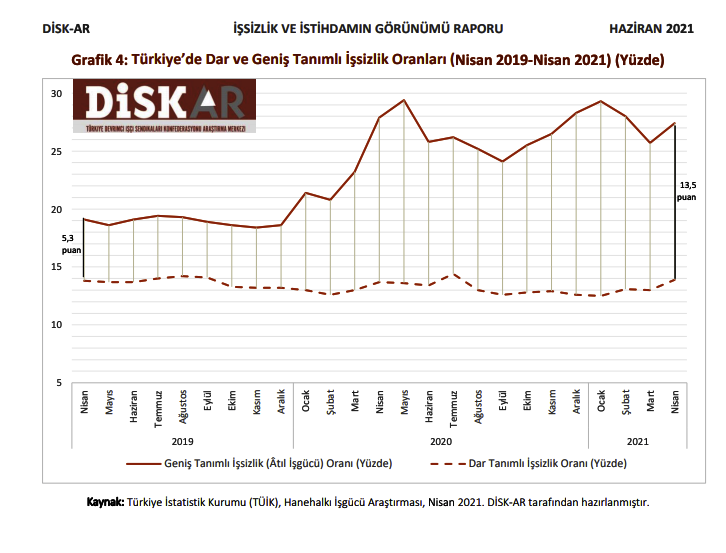 DİSK-AR İŞSİZLİK VE İSTİHDAMIN GÖRÜNÜMÜ RAPORU HAZİRAN 2021
Grafik 4: Türkiye’de Dar ve Geniş Tanımlı İşsizlik Oranları (Nisan 2019-Nisan 2021) (Yüzde)
DiSKAR
TÜRKİYE DEVRİMCİ İŞÇİ SENDİKALARI KONFEDERASYONU ARAŞTIRMA MERKEZİ
30
25
20
15
10
5
5,3 puan
13,5 puan
Nisan Mayıs Haziran Temmuz Ağustos Eylül Ekim Kasım Aralık Ocak Şubat Mart Nisan Mayıs Haziran Temmuz Ağustos Eylül Ekim Kasım Aralık Ocak Şubat Mart Nisan
2019 2020 2021
Geniş Tanımlı İşsizlik (Âtıl İşgücü) Oranı (Yüzde) Dar Tanımlı İşsizlik Oranı (Yüzde)
Kaynak: Türkiye İstatistik Kurumu (TÜİK), Hanehalkı İşgücü Araştırması, Nisan 2021. DİSK-AR tarafından hazırlanmıştır.